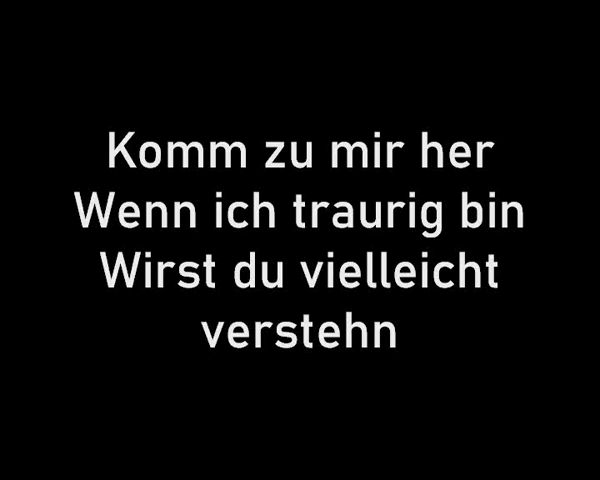 Komm zu mir her
Wenn ich traurig bin
Wirst du vielleicht
verstehn